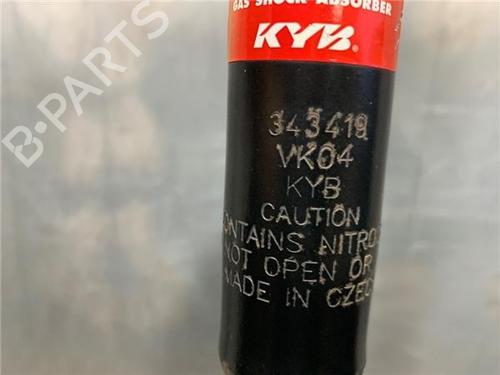 GAS SHOCK ABSORBER
KYB
343419
VK04
KYB
CAUTION
CONTAINS NITRO
NOT OPEN OR
MADE IN CZEC
B-PARTS